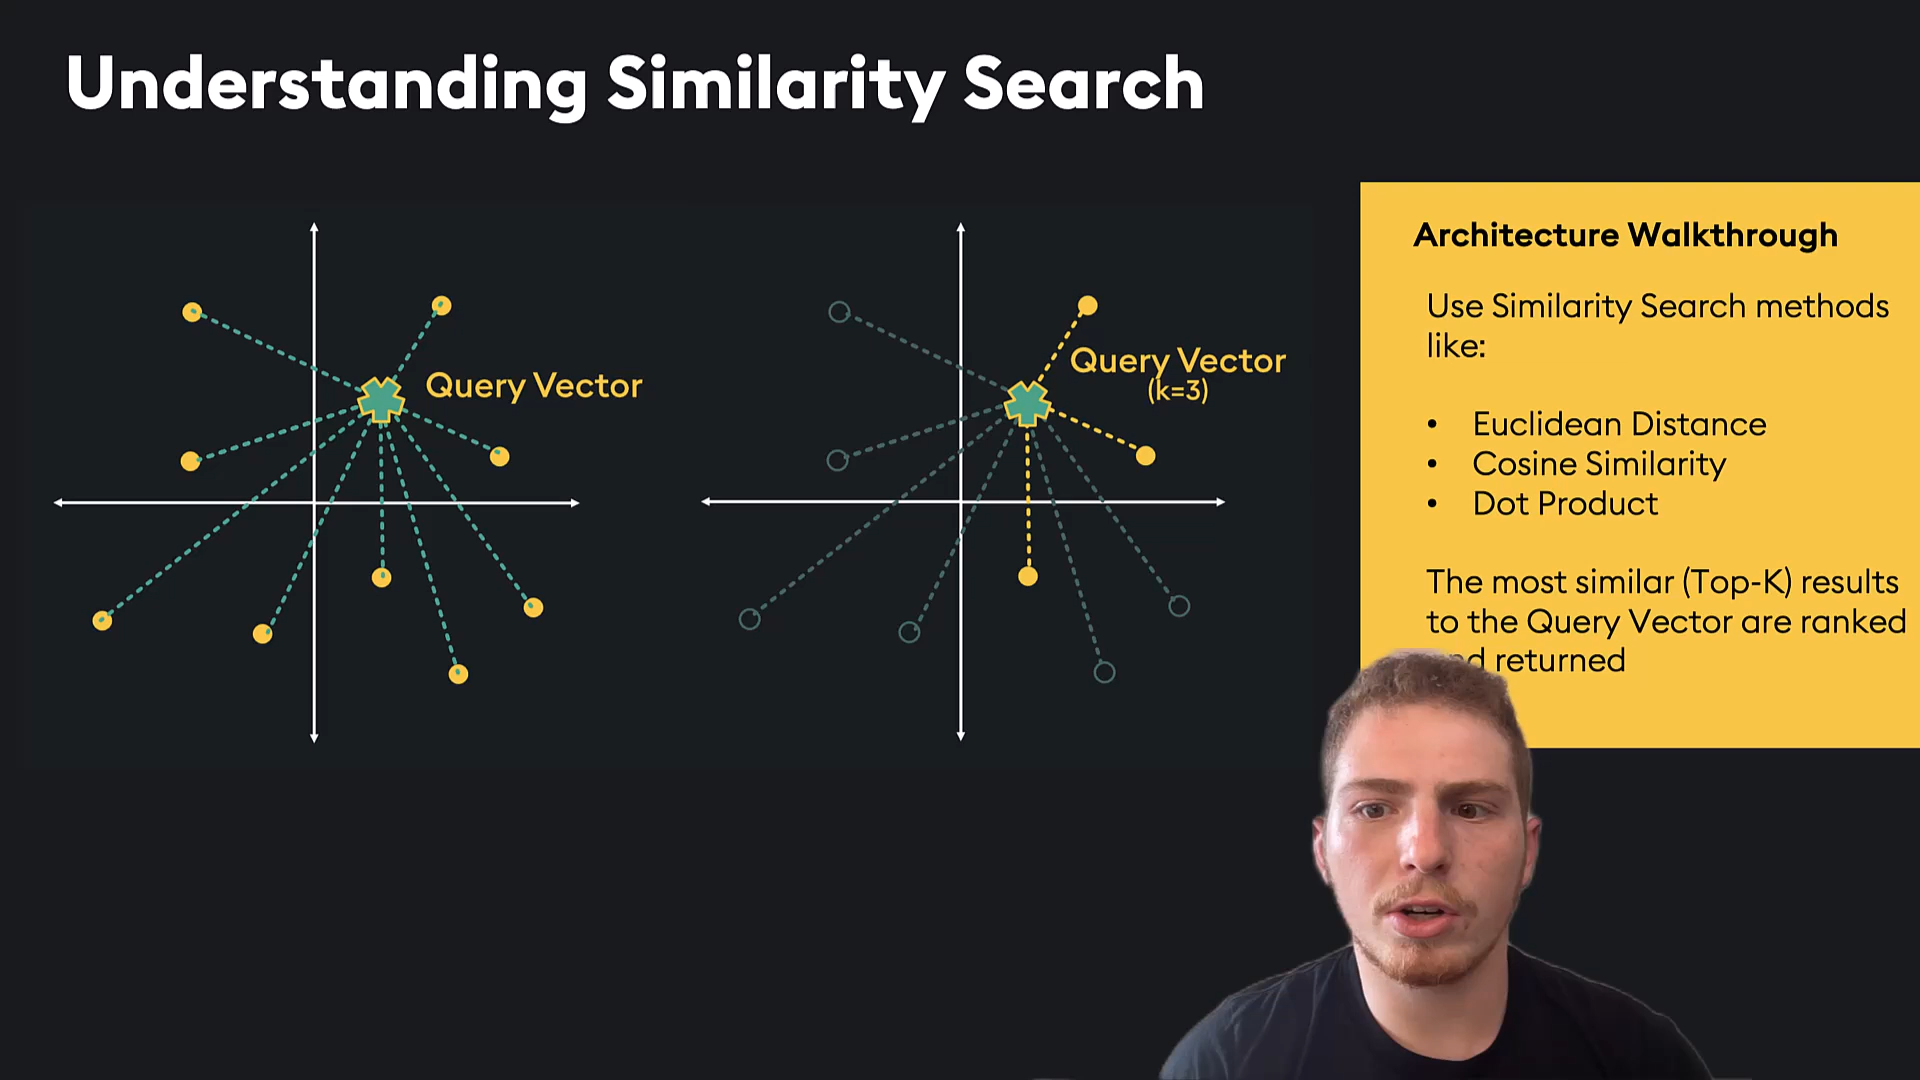 Understanding Similarity Search
Query Vector
Query Vector
(k=3)
Architecture Walkthrough
Use Similarity Search methods
like:
• Euclidean Distance
• Cosine Similarity
• Dot Product
The most similar (Top-K) results
to the Query Vector are ranked
and returned